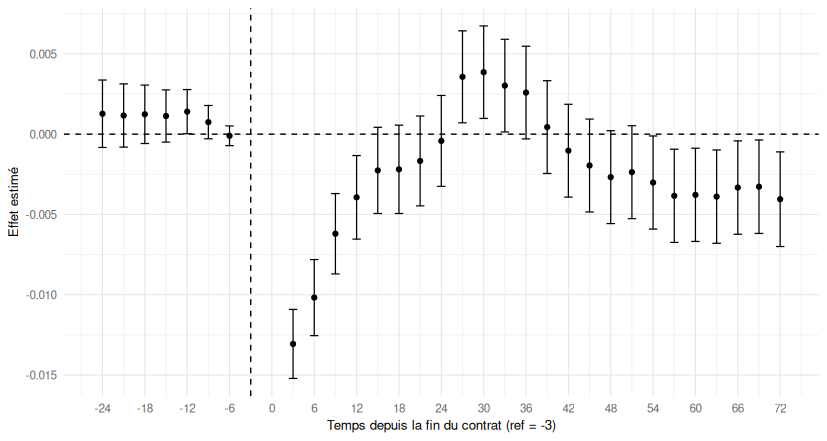 Effet estimé
0.005
0.000
-0.005
-0.010
-0.015
-24 -18 -12 -6 0 6 12 18 24 30 36 42 48 54 60 66 72
Temps depuis la fin du contrat (ref = -3)